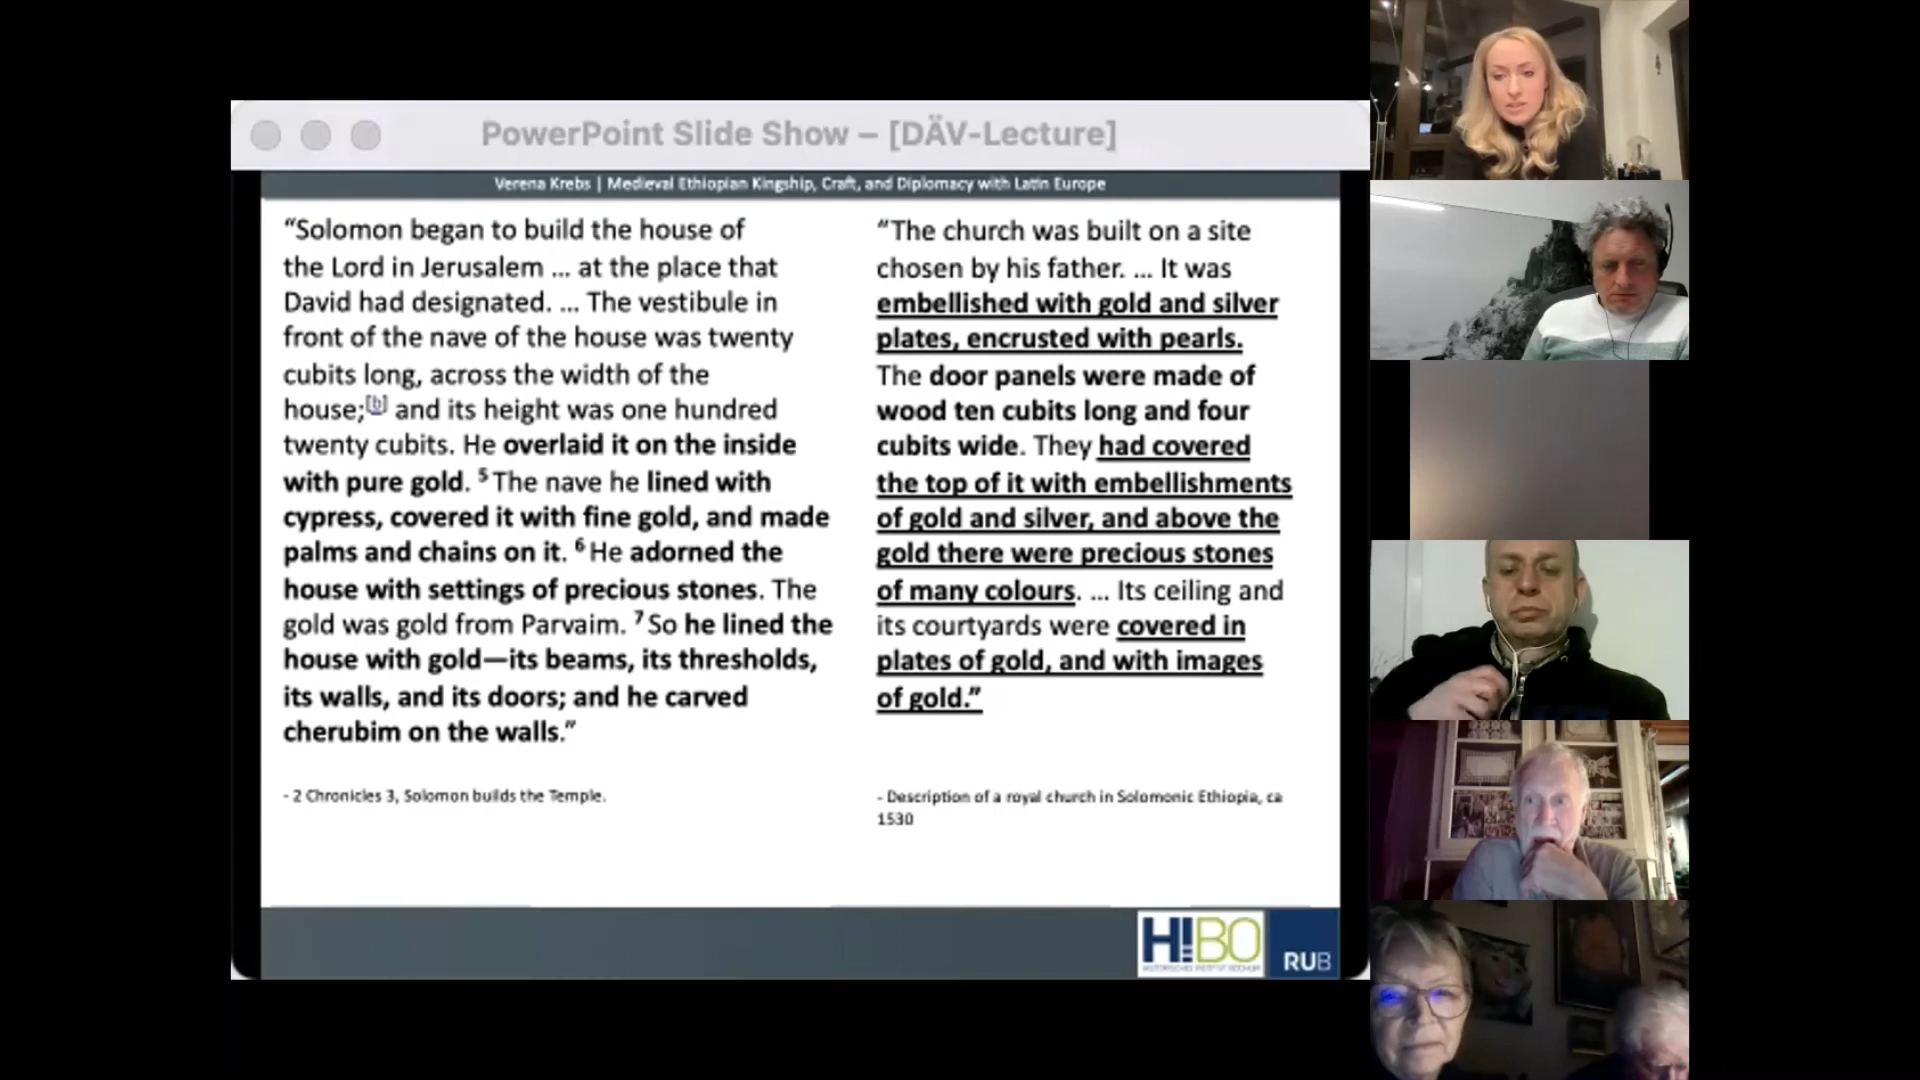 PowerPoint Slide Show – [DÄV-Lecture]
Verena Krebs | Medieval Ethiopian Kingship, Craft, and Diplomacy with Latin Europe
“Solomon began to build the house of
the Lord in Jerusalem ... at the place that
David had designated. ... The vestibule in
front of the nave of the house was twenty
cubits long, across the width of the
house;[b] and its height was one hundred
twenty cubits. He overlaid it on the inside
with pure gold. 5 The nave he lined with
cypress, covered it with fine gold, and made
palms and chains on it. 6 He adorned the
house with settings of precious stones. The
gold was gold from Parvaim. 7 So he lined the
house with gold—its beams, its thresholds,
its walls, and its doors; and he carved
cherubim on the walls.”
- 2 Chronicles 3, Solomon builds the Temple.
“The church was built on a site
chosen by his father. ... It was
embellished with gold and silver
plates, encrusted with pearls.
The door panels were made of
wood ten cubits long and four
cubits wide. They had covered
the top of it with embellishments
of gold and silver, and above the
gold there were precious stones
of many colours. ... Its ceiling and
its courtyards were covered in
plates of gold, and with images
of gold.”
- Description of a royal church in Solomonic Ethiopia, ca
1530
H!BO
HISTORISCHES INSTITUT BOCHUM
RUB